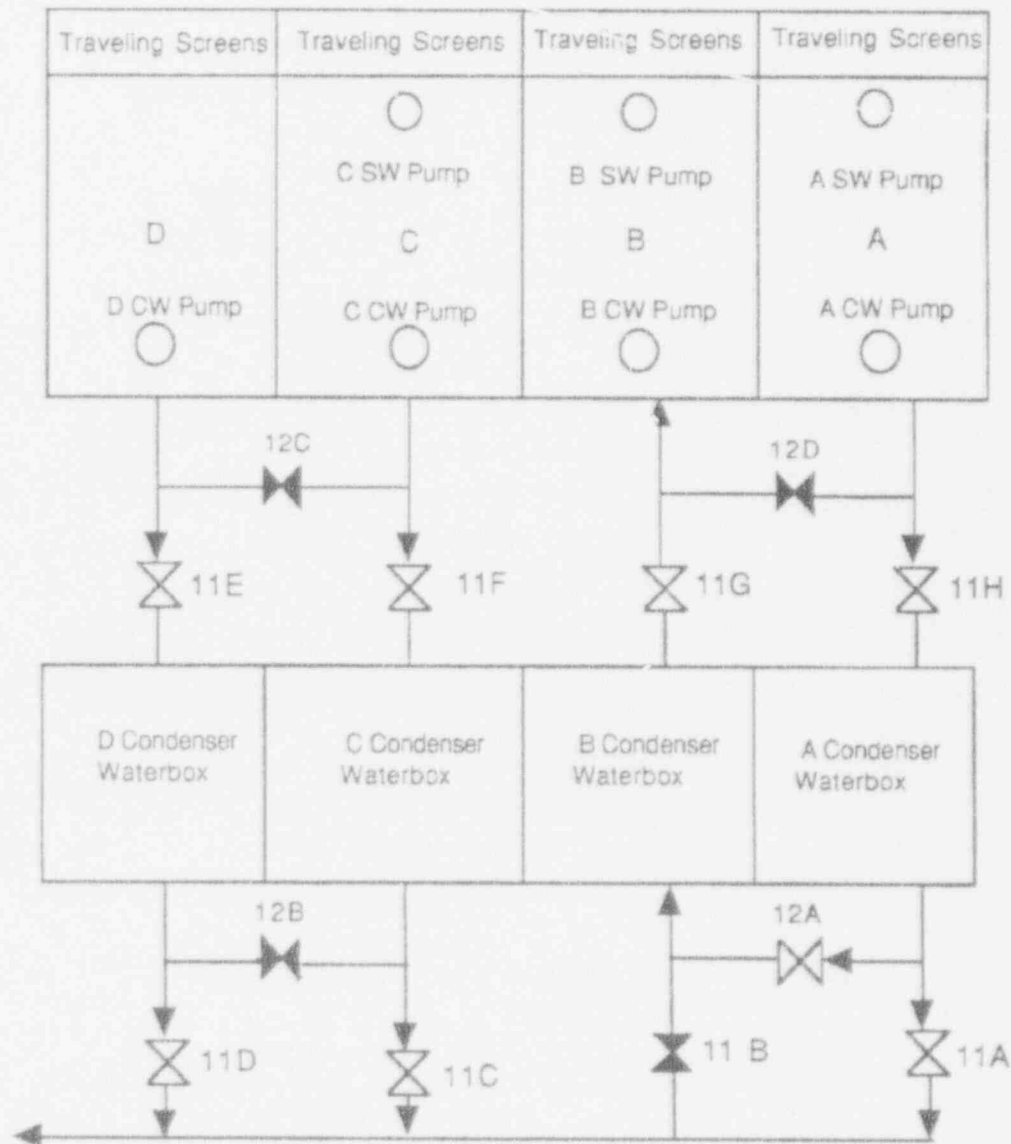 Traveling Screens Traveling Screens Traveling Screens Traveling Screens
C SW Pump B SW Pump A SW Pump
D C B A
D CW Pump C CW Pump B CW Pump A CW Pump
12C 12D
11E 11F 11G 11H
D Condenser C Condenser B Condenser A Condenser
Waterbox Waterbox Waterbox Waterbox
12B 12A
11D 11C 11 B 11A